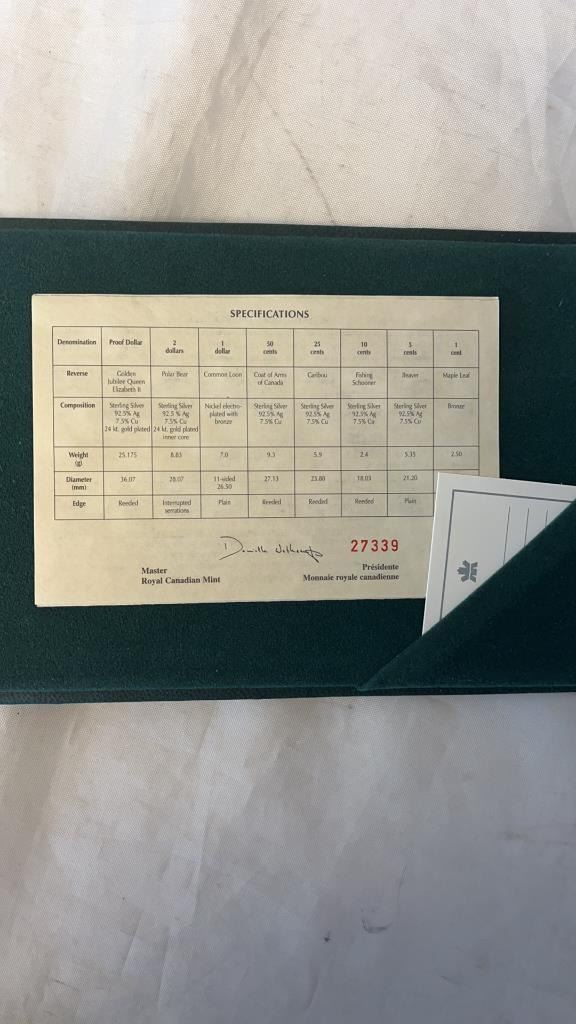 SPECIFICATIONS
Denomination Proof Dollar 2 dollars 1 dollar 50 cents 25 cents 10 cents 5 cents 1 cent
Reverse Golden Jubilee Queen Elizabeth II Polar Bear Common Loon Coat of Arms of Canada Caribou Fishing Schooner Beaver Maple Leaf
Composition Sterling Silver 92.5% Ag 7.5% Cu 24 kt. gold plated Sterling Silver 92.5 % Ag 7.5% Cu 24 kt. gold plated inner core Nickel electro-plated with bronze Sterling Silver 92.5% Ag 7.5% Cu Sterling Silver 92.5% Ag 7.5% Cu Sterling Silver 92.5% Ag 7.5% Cu Sterling Silver 92.5% Ag 7.5% Cu Bronze
Weight (g) 25.175 8.83 7.0 9.3 5.9 2.4 5.35 2.50
Diameter (mm) 36.07 28.07 11-sided 26.50 27.13 23.88 18.03 21.20
Edge Reeded Interrupted serrations Plain Reeded Reeded Reeded Plain
27339
Master Présidente
Royal Canadian Mint Monnaie royale canadienne